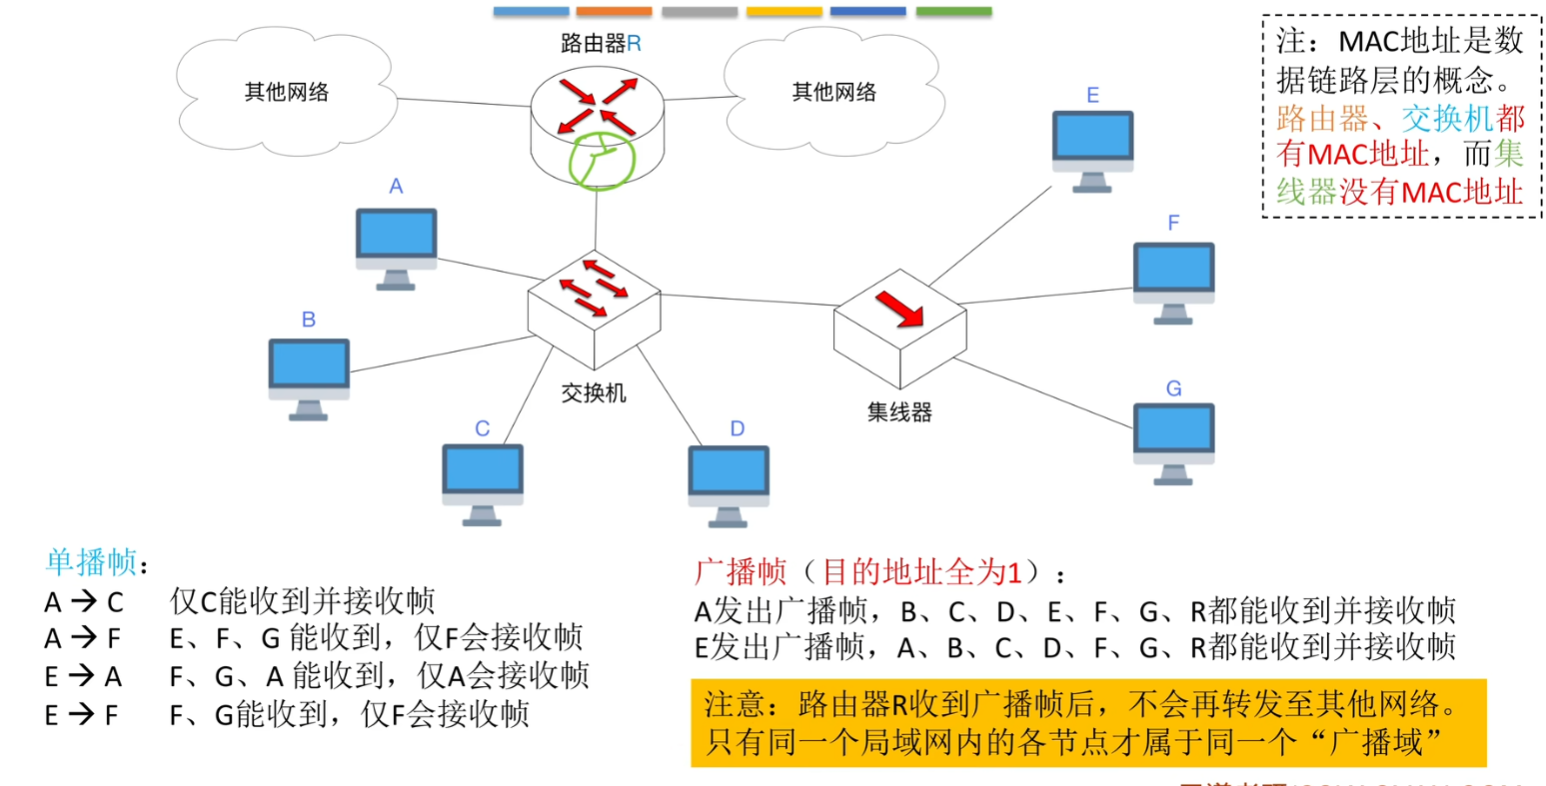 路由器R
其他网络
其他网络
注：MAC地址是数
据链路层的概念。
路由器、交换机都
有MAC地址，而集
线器没有MAC地址
A
B
C
D
E
F
G
交换机
集线器
单播帧：
A → C 仅C能收到并接收帧
A → F E、F、G 能收到，仅F会接收帧
E → A F、G、A 能收到，仅A会接收帧
E → F F、G能收到，仅F会接收帧
广播帧（目的地址全为1）：
A发出广播帧，B、C、D、E、F、G、R都能收到并接收帧
E发出广播帧，A、B、C、D、F、G、R都能收到并接收帧
注意：路由器R收到广播帧后，不会再转发至其他网络。
只有同一个局域网内的各节点才属于同一个“广播域”